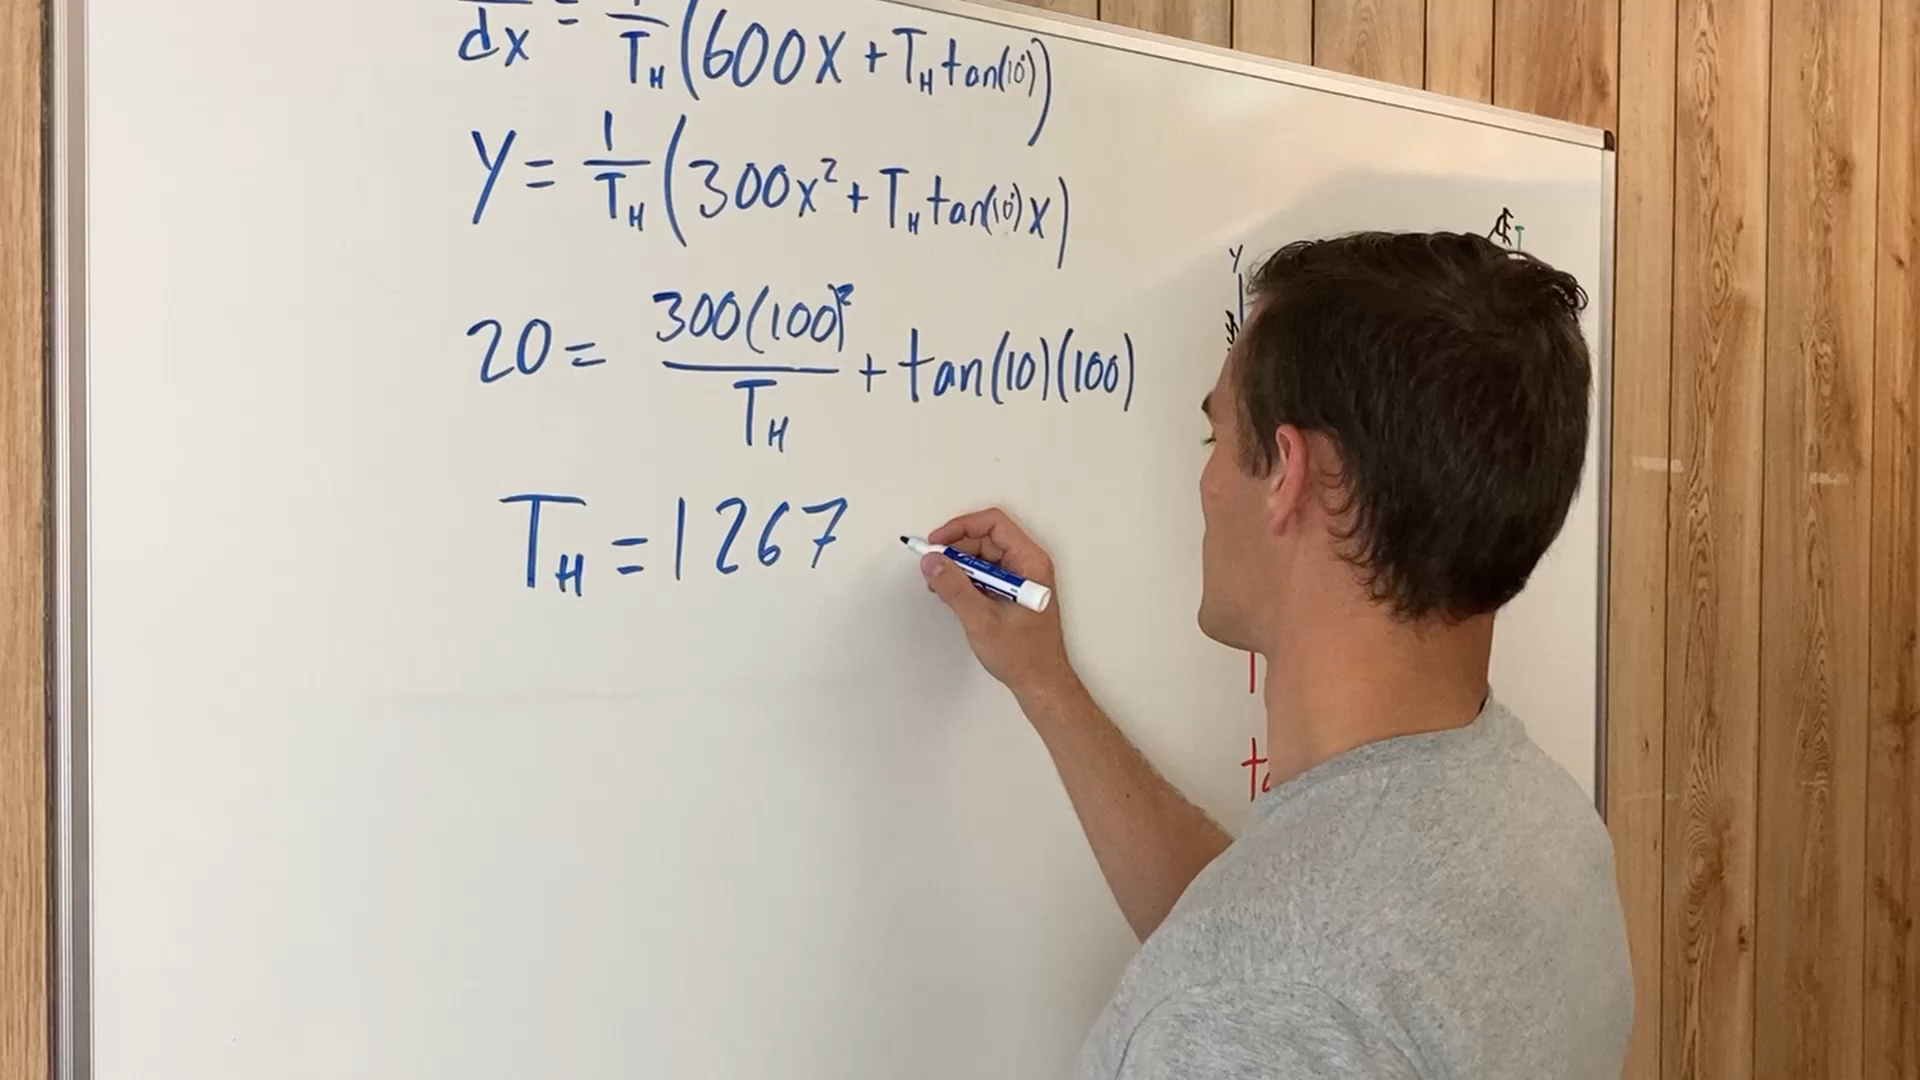 dx = 1/T_H (600x + T_H tan(10°))
y = 1/T_H (300x² + T_H tan(10°)x)
20 = 300(100)²/T_H + tan(10)(100)
T_H = 1267
y